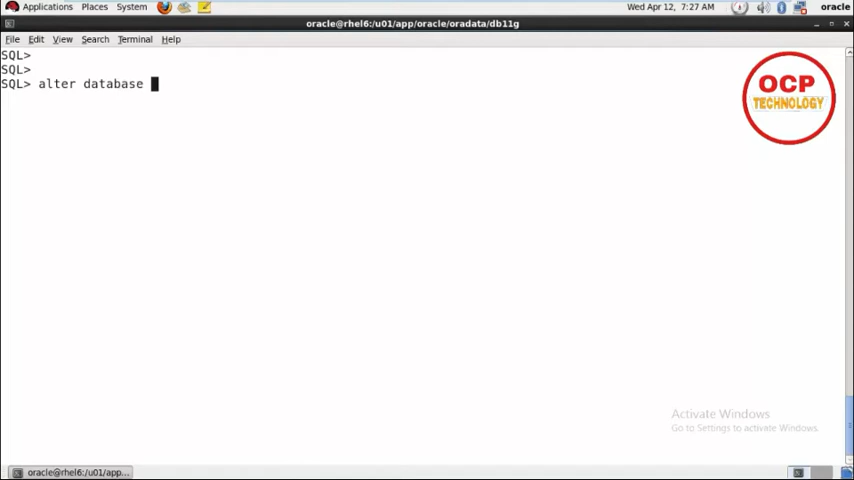 Applications Places System Wed Apr 12, 7:27 AM oracle
oracle@rhel6:/u01/app/oracle/oradata/db11g
File Edit View Search Terminal Help
SQL>
SQL>
SQL> alter database
OCP
TECHNOLOGY
Activate Windows
Go to Settings to activate Windows.
oracle@rhel6:/u01/app...